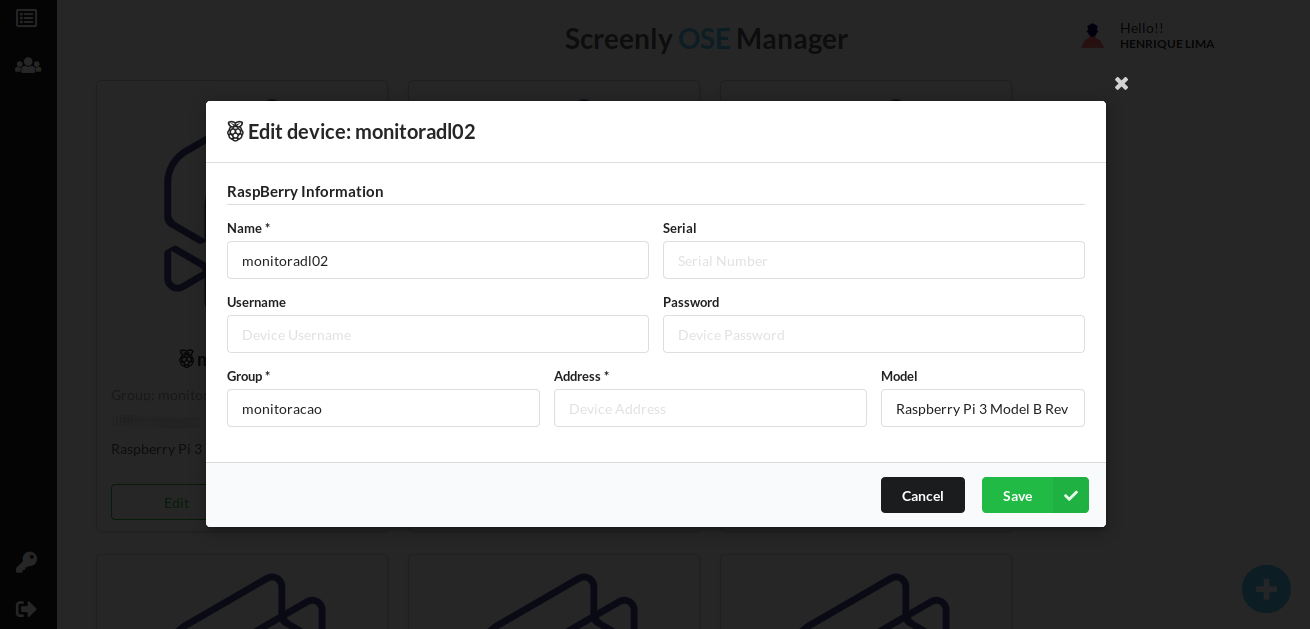 Screenly OSE Manager
Hello!!
HENRIQUE LIMA
Edit device: monitoradl02
RaspBerry Information
Name *
Serial
monitoradl02
Serial Number
Username
Password
Device Username
Device Password
Group *
Address *
Model
monitoracao
Device Address
Raspberry Pi 3 Model B Rev
Cancel
Save
Group: monitor
Raspberry Pi 3
Edit